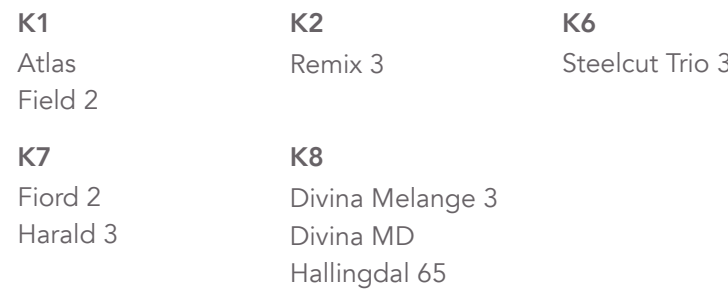 K1
Atlas
Field 2
K2
Remix 3
K6
Steelcut Trio 3
K7
Fiord 2
Harald 3
K8
Divina Melange 3
Divina MD
Hallingdal 65